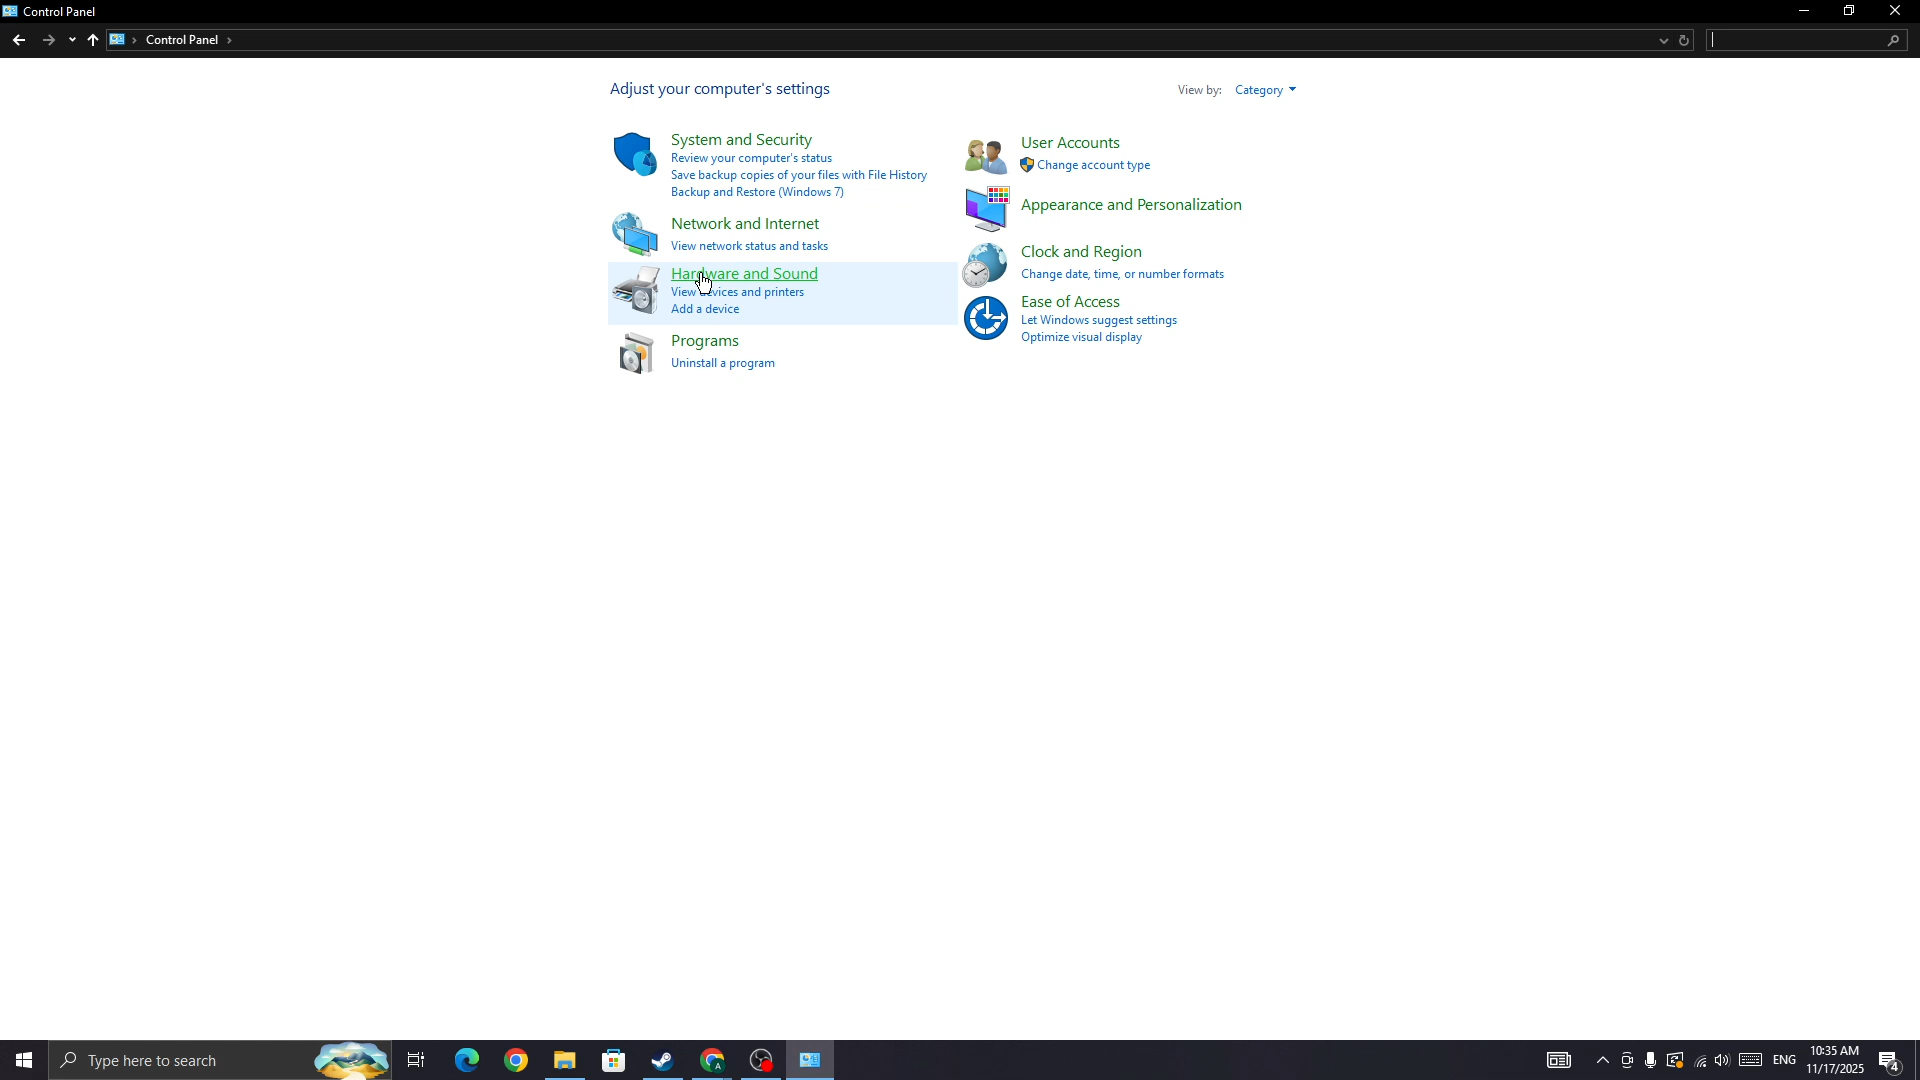 Control Panel
Control Panel
Adjust your computer's settings
View by: Category
System and Security
Review your computer's status
Save backup copies of your files with File History
Backup and Restore (Windows 7)
Network and Internet
View network status and tasks
Hardware and Sound
View devices and printers
Add a device
Programs
Uninstall a program
User Accounts
Change account type
Appearance and Personalization
Clock and Region
Change date, time, or number formats
Ease of Access
Let Windows suggest settings
Optimize visual display
Type here to search
A
ENG
10:35 AM
11/17/2025
4